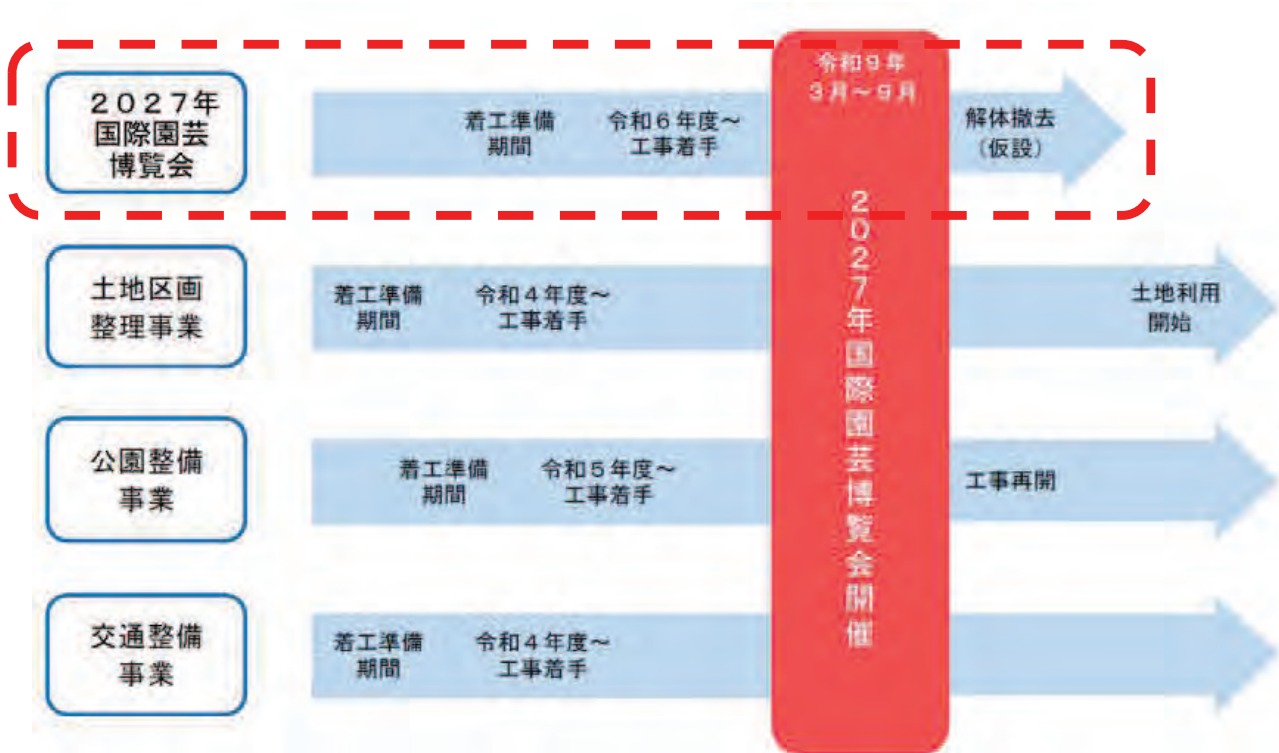 令和９年
３月～９月
２０２７年
国際園芸
博覧会
着工準備
期間
令和６年度～
工事着手
解体撤去
（仮設）
２０２７年国際園芸博覧会開催
土地区画
整理事業
着工準備
期間
令和４年度～
工事着手
土地利用
開始
公園整備
事業
着工準備
期間
令和５年度～
工事着手
工事再開
交通整備
事業
着工準備
期間
令和４年度～
工事着手